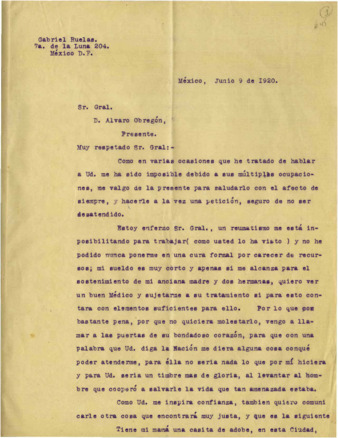 Gabriel Ruelas.
7a. de la Luna 204.
México D.F.
México, Junio 9 de 1920.
Sr. Gral.
D. Alvaro Obregón,
Presente.
Muy respetado Sr. Gral:-
Como en varias ocasiones que he tratado de hablar
a Ud. me ha sido imposible debido a sus múltiples ocupacio-
nes, me valgo de la presente para saludarlo con el afecto de
siempre, y hacerle a la vez una petición, seguro de no ser
desatendido.
Estoy enfermo Sr. Gral., un reumatismo me está
imposibilitando para trabajar( como usted lo ha visto ) y no he
podido nunca ponerme en una cura formal por carecer de recur-
sos; mi sueldo es muy corto y apenas si me alcanza para el
sostenimiento de mi anciana madre y dos hermanas, quiero ver
un buen Médico y sujetarme a su tratamiento si para esto con-
tara con elementos suficientes para ello. Por lo que con
bastante pena, por que no quiciera molestarlo, vengo a lla-
mar a las puertas de su bondadoso corazón, para que con una
palabra que Ud. diga la Nación me diera alguna cosa conqué
poder atenderme, para élla no seria nada lo que por mi hiciera
y para Ud. seria un timbre mas de gloria, al levantar al hom-
bre que cooperó a salvarle la vida que tan amenazada estaba.
Como Ud. me inspira confianza, tambien quiero comuni
carle otra cosa que encontrará muy justa, y que es la siguiente
Tiene mi mamá una casita de adobe, en esta Ciudad,